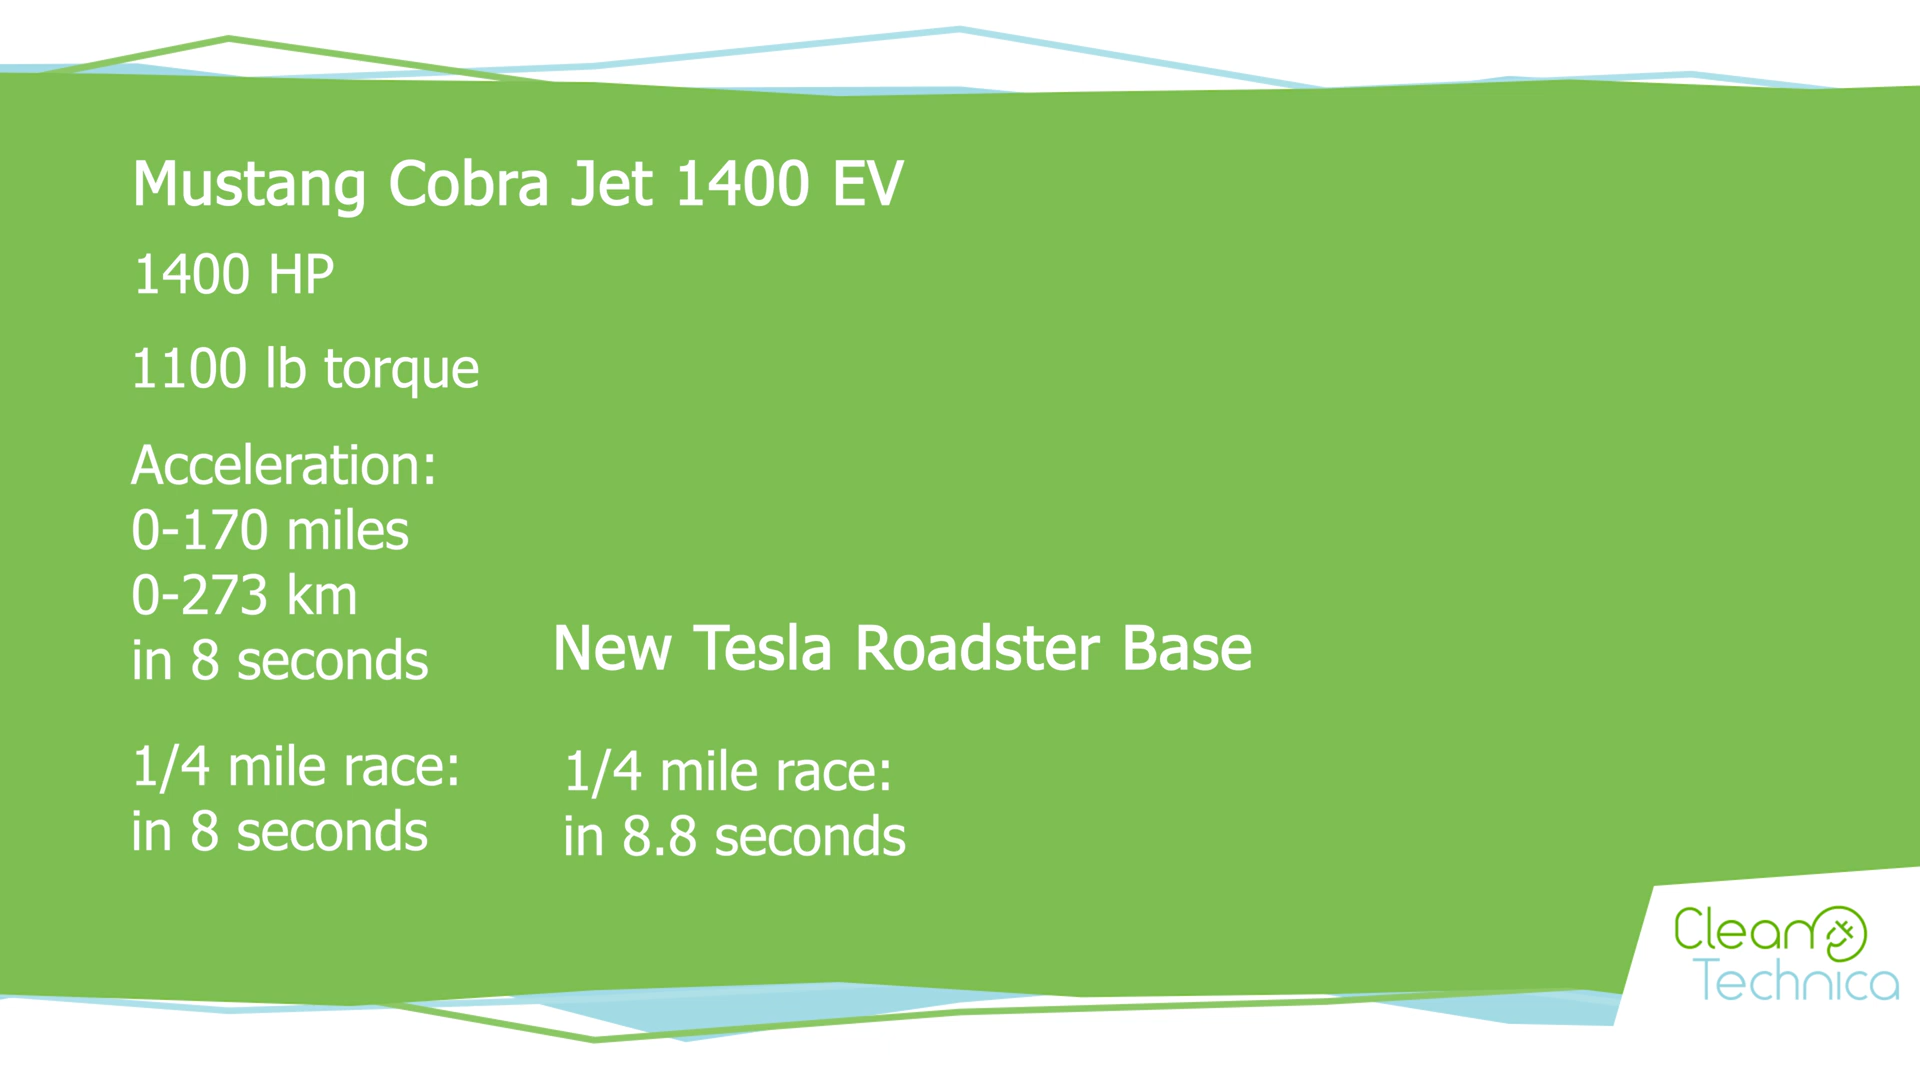 Mustang Cobra Jet 1400 EV
1400 HP
1100 lb torque
Acceleration:
0-170 miles
0-273 km
in 8 seconds
1/4 mile race:
in 8 seconds
New Tesla Roadster Base
1/4 mile race:
in 8.8 seconds
Clean
Technica